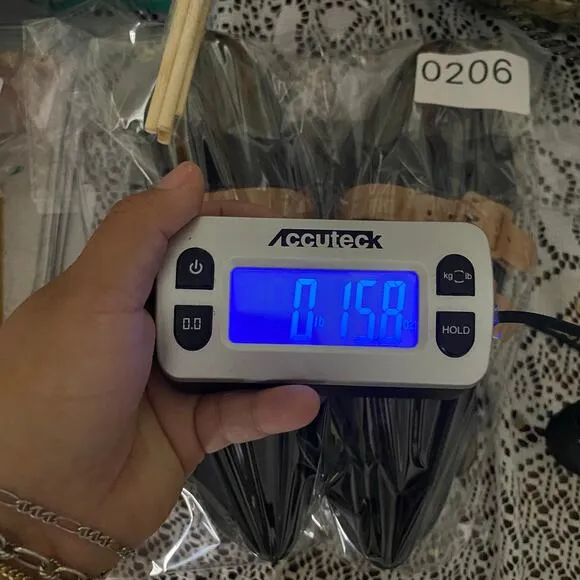 0206
Accuteck
0 lb 15.8 oz
kg lb
0.0
HOLD